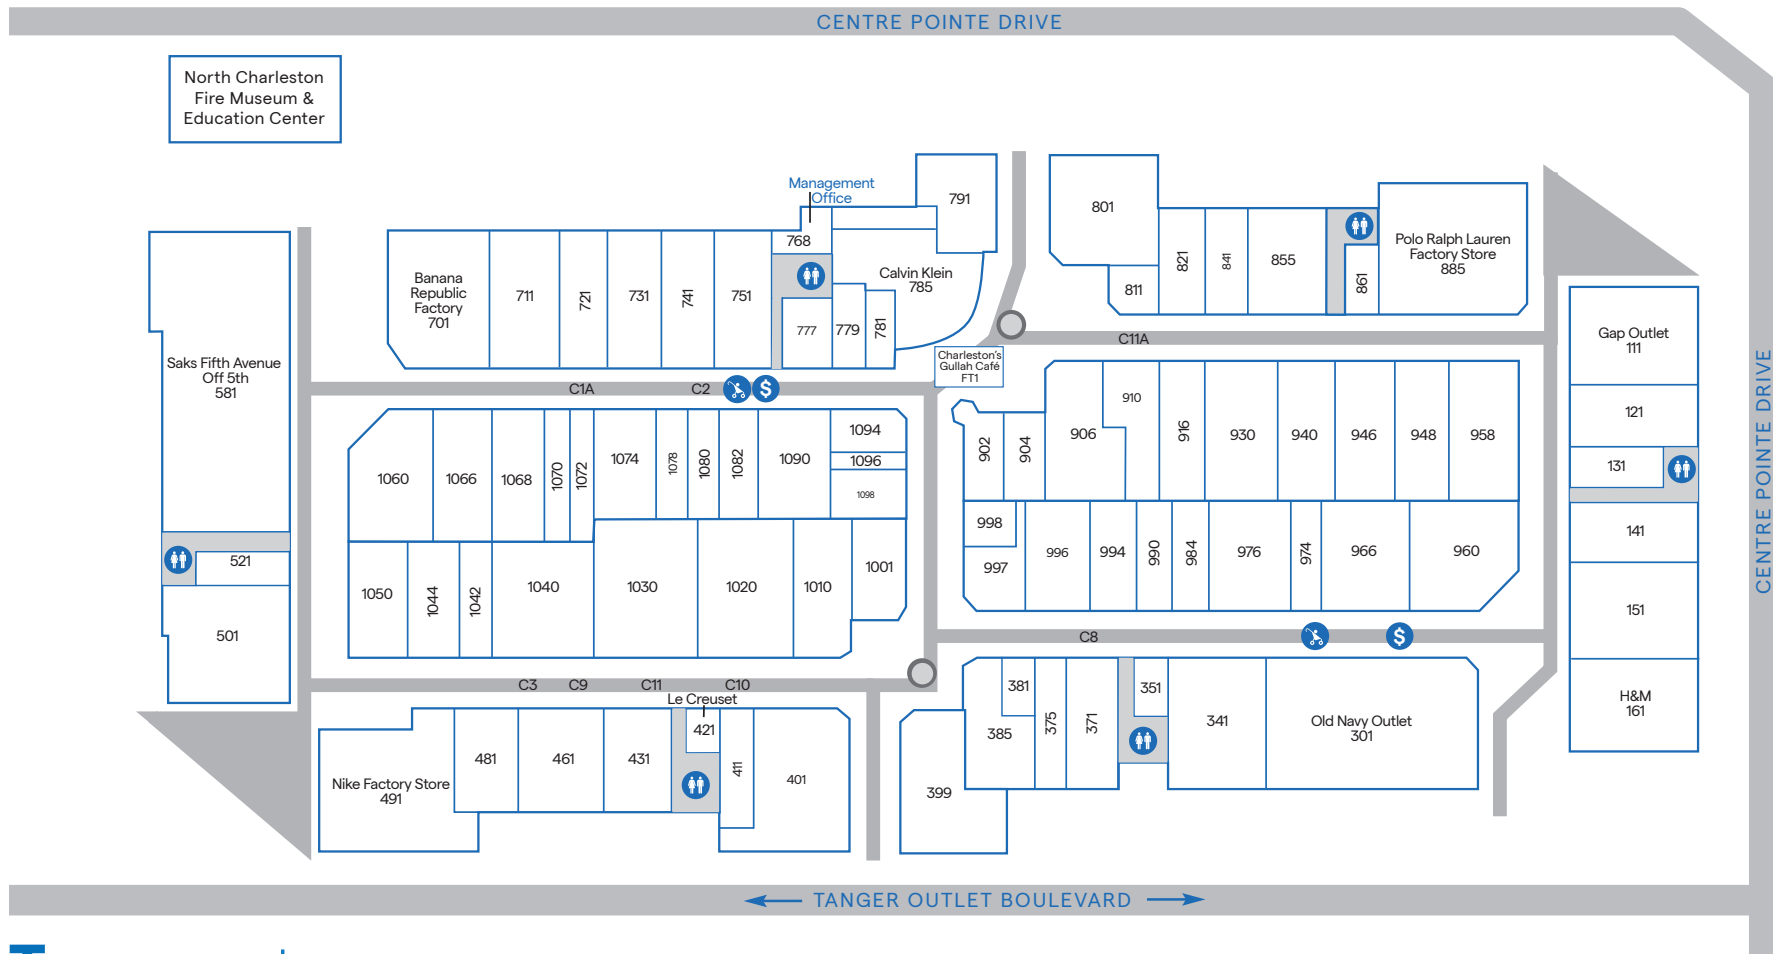 CENTRE POINTE DRIVE
North Charleston
Fire Museum &
Education Center
Management
Office
791
801
768
Banana
Republic
Factory
701
711
721
731
741
751
777
779
781
Calvin Klein
785
811
821
841
855
861
Polo Ralph Lauren
Factory Store
885
Saks Fifth Avenue
Off 5th
581
521
501
C1A
C2
$
Charleston's
Gullah Café
FT1
C11A
Gap Outlet
111
121
131
141
151
H&M
161
CENTRE POINTE DRIVE
1060
1066
1068
1070
1072
1074
1078
1080
1082
1090
1094
1096
1098
1050
1044
1042
1040
1030
1020
1010
1001
902
904
906
910
916
930
940
946
948
958
998
997
996
994
990
984
976
974
966
960
C8
$
C3
C9
C11
C10
Le Creuset
421
Nike Factory Store
491
481
461
431
411
401
399
385
381
375
371
351
341
Old Navy Outlet
301
TANGER OUTLET BOULEVARD